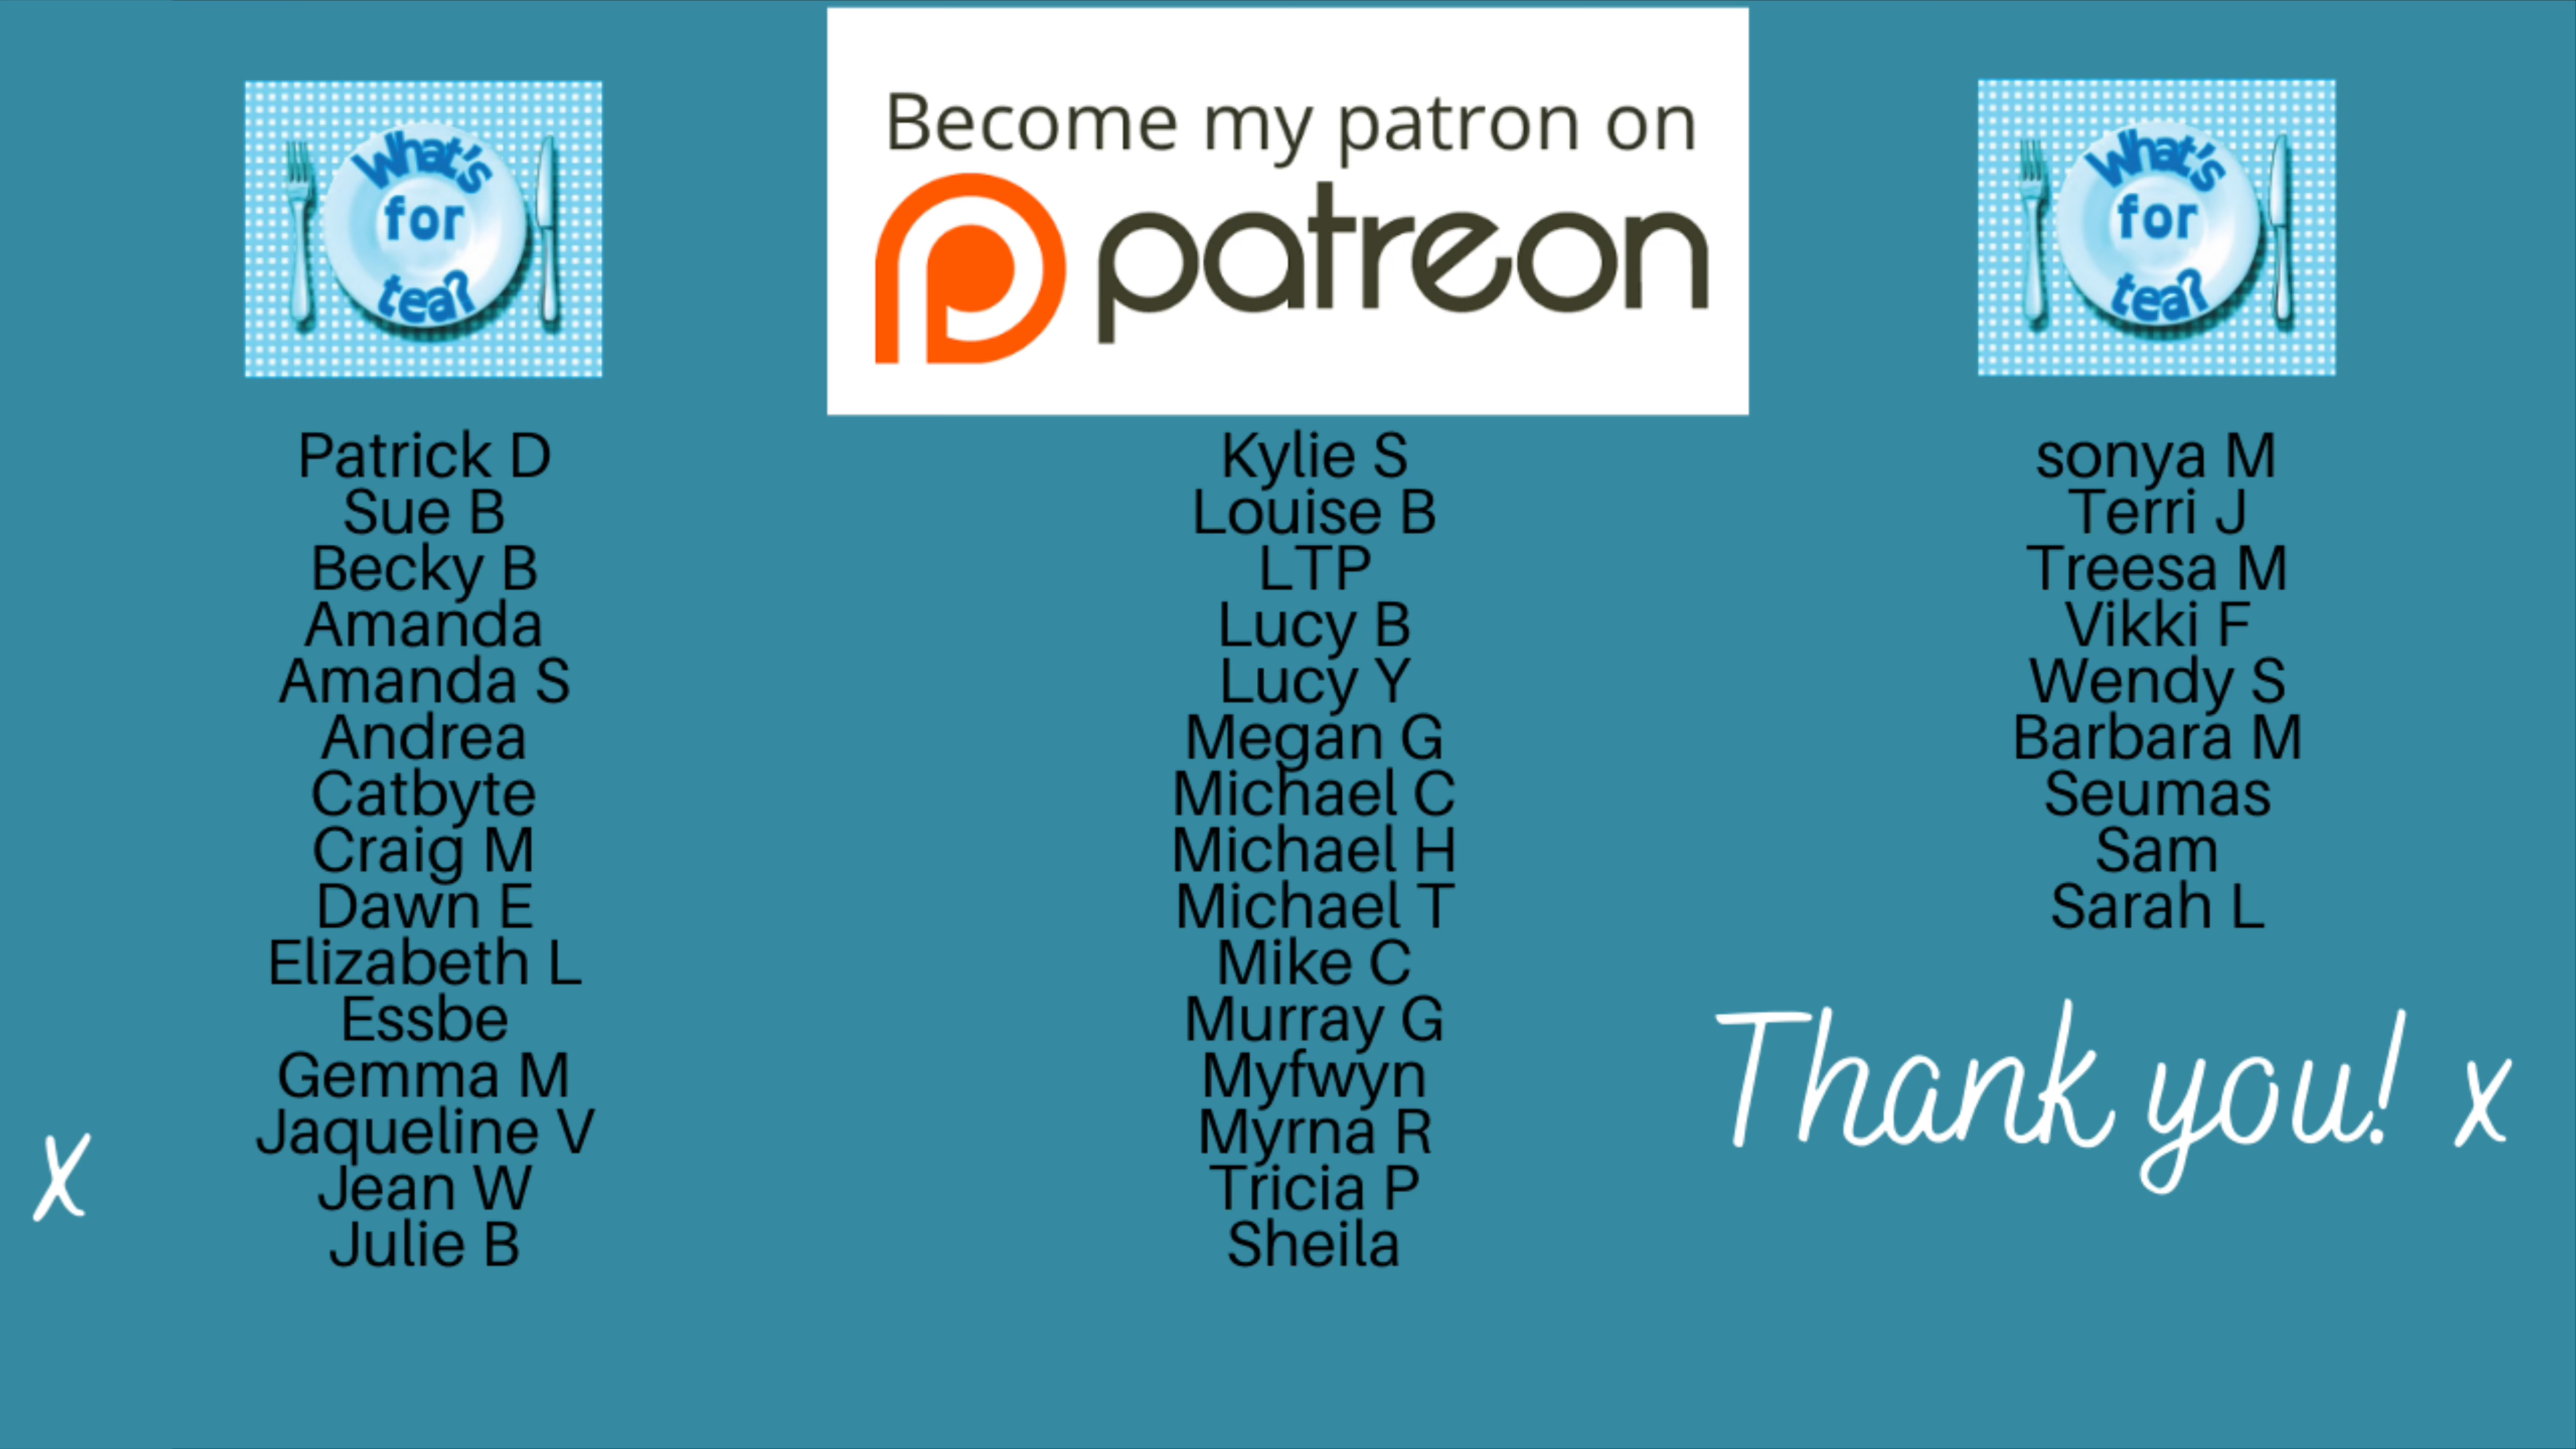 What's
for
tea?
Become my patron on
patreon
What's
for
tea?
Patrick D
Sue B
Becky B
Amanda
Amanda S
Andrea
Catbyte
Craig M
Dawn E
Elizabeth L
Essbe
Gemma M
Jaqueline V
Jean W
Julie B
x
Kylie S
Louise B
LTP
Lucy B
Lucy Y
Megan G
Michael C
Michael H
Michael T
Mike C
Murray G
Myfwyn
Myrna R
Tricia P
Sheila
sonya M
Terri J
Treesa M
Vikki F
Wendy S
Barbara M
Seumas
Sam
Sarah L
Thank you! x